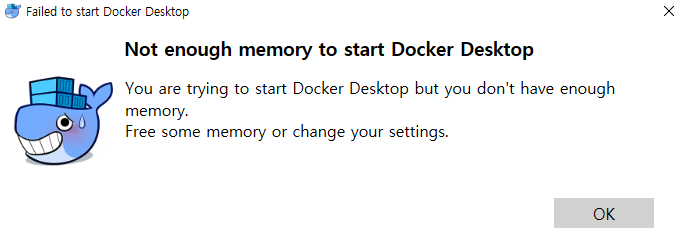 Failed to start Docker Desktop
Not enough memory to start Docker Desktop
You are trying to start Docker Desktop but you don't have enough
memory.
Free some memory or change your settings.
OK